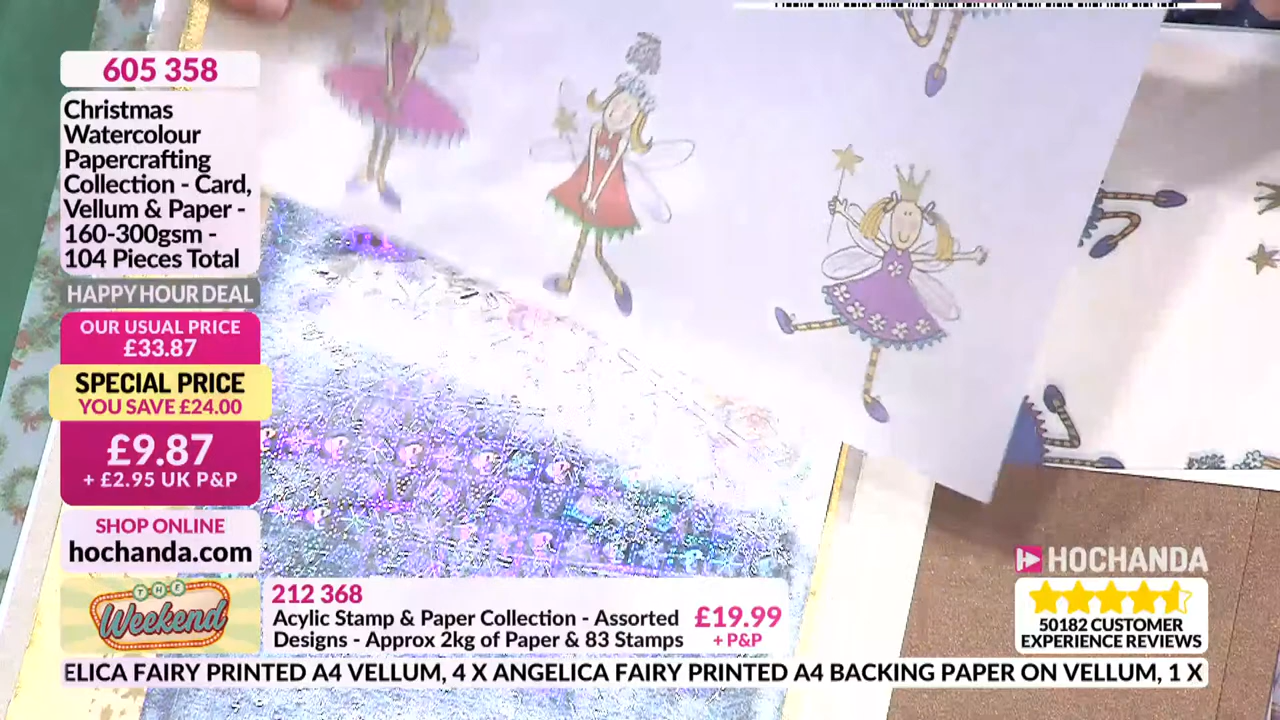 605 358
Christmas
Watercolour
Papercrafting
Collection - Card,
Vellum & Paper -
160-300gsm -
104 Pieces Total
HAPPY HOUR DEAL
OUR USUAL PRICE
£33.87
SPECIAL PRICE
YOU SAVE £24.00
£9.87
+ £2.95 UK P&P
SHOP ONLINE
hochanda.com
THE
Weekend
212 368
Acylic Stamp & Paper Collection - Assorted
Designs - Approx 2kg of Paper & 83 Stamps
£19.99
+ P&P
HOCHANDA
50182 CUSTOMER
EXPERIENCE REVIEWS
ELICA FAIRY PRINTED A4 VELLUM, 4 X ANGELICA FAIRY PRINTED A4 BACKING PAPER ON VELLUM, 1 X